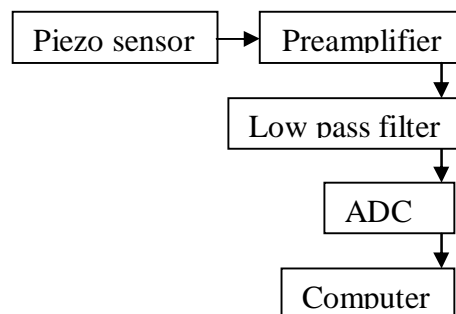 Piezo sensor
Preamplifier
Low pass filter
ADC
Computer